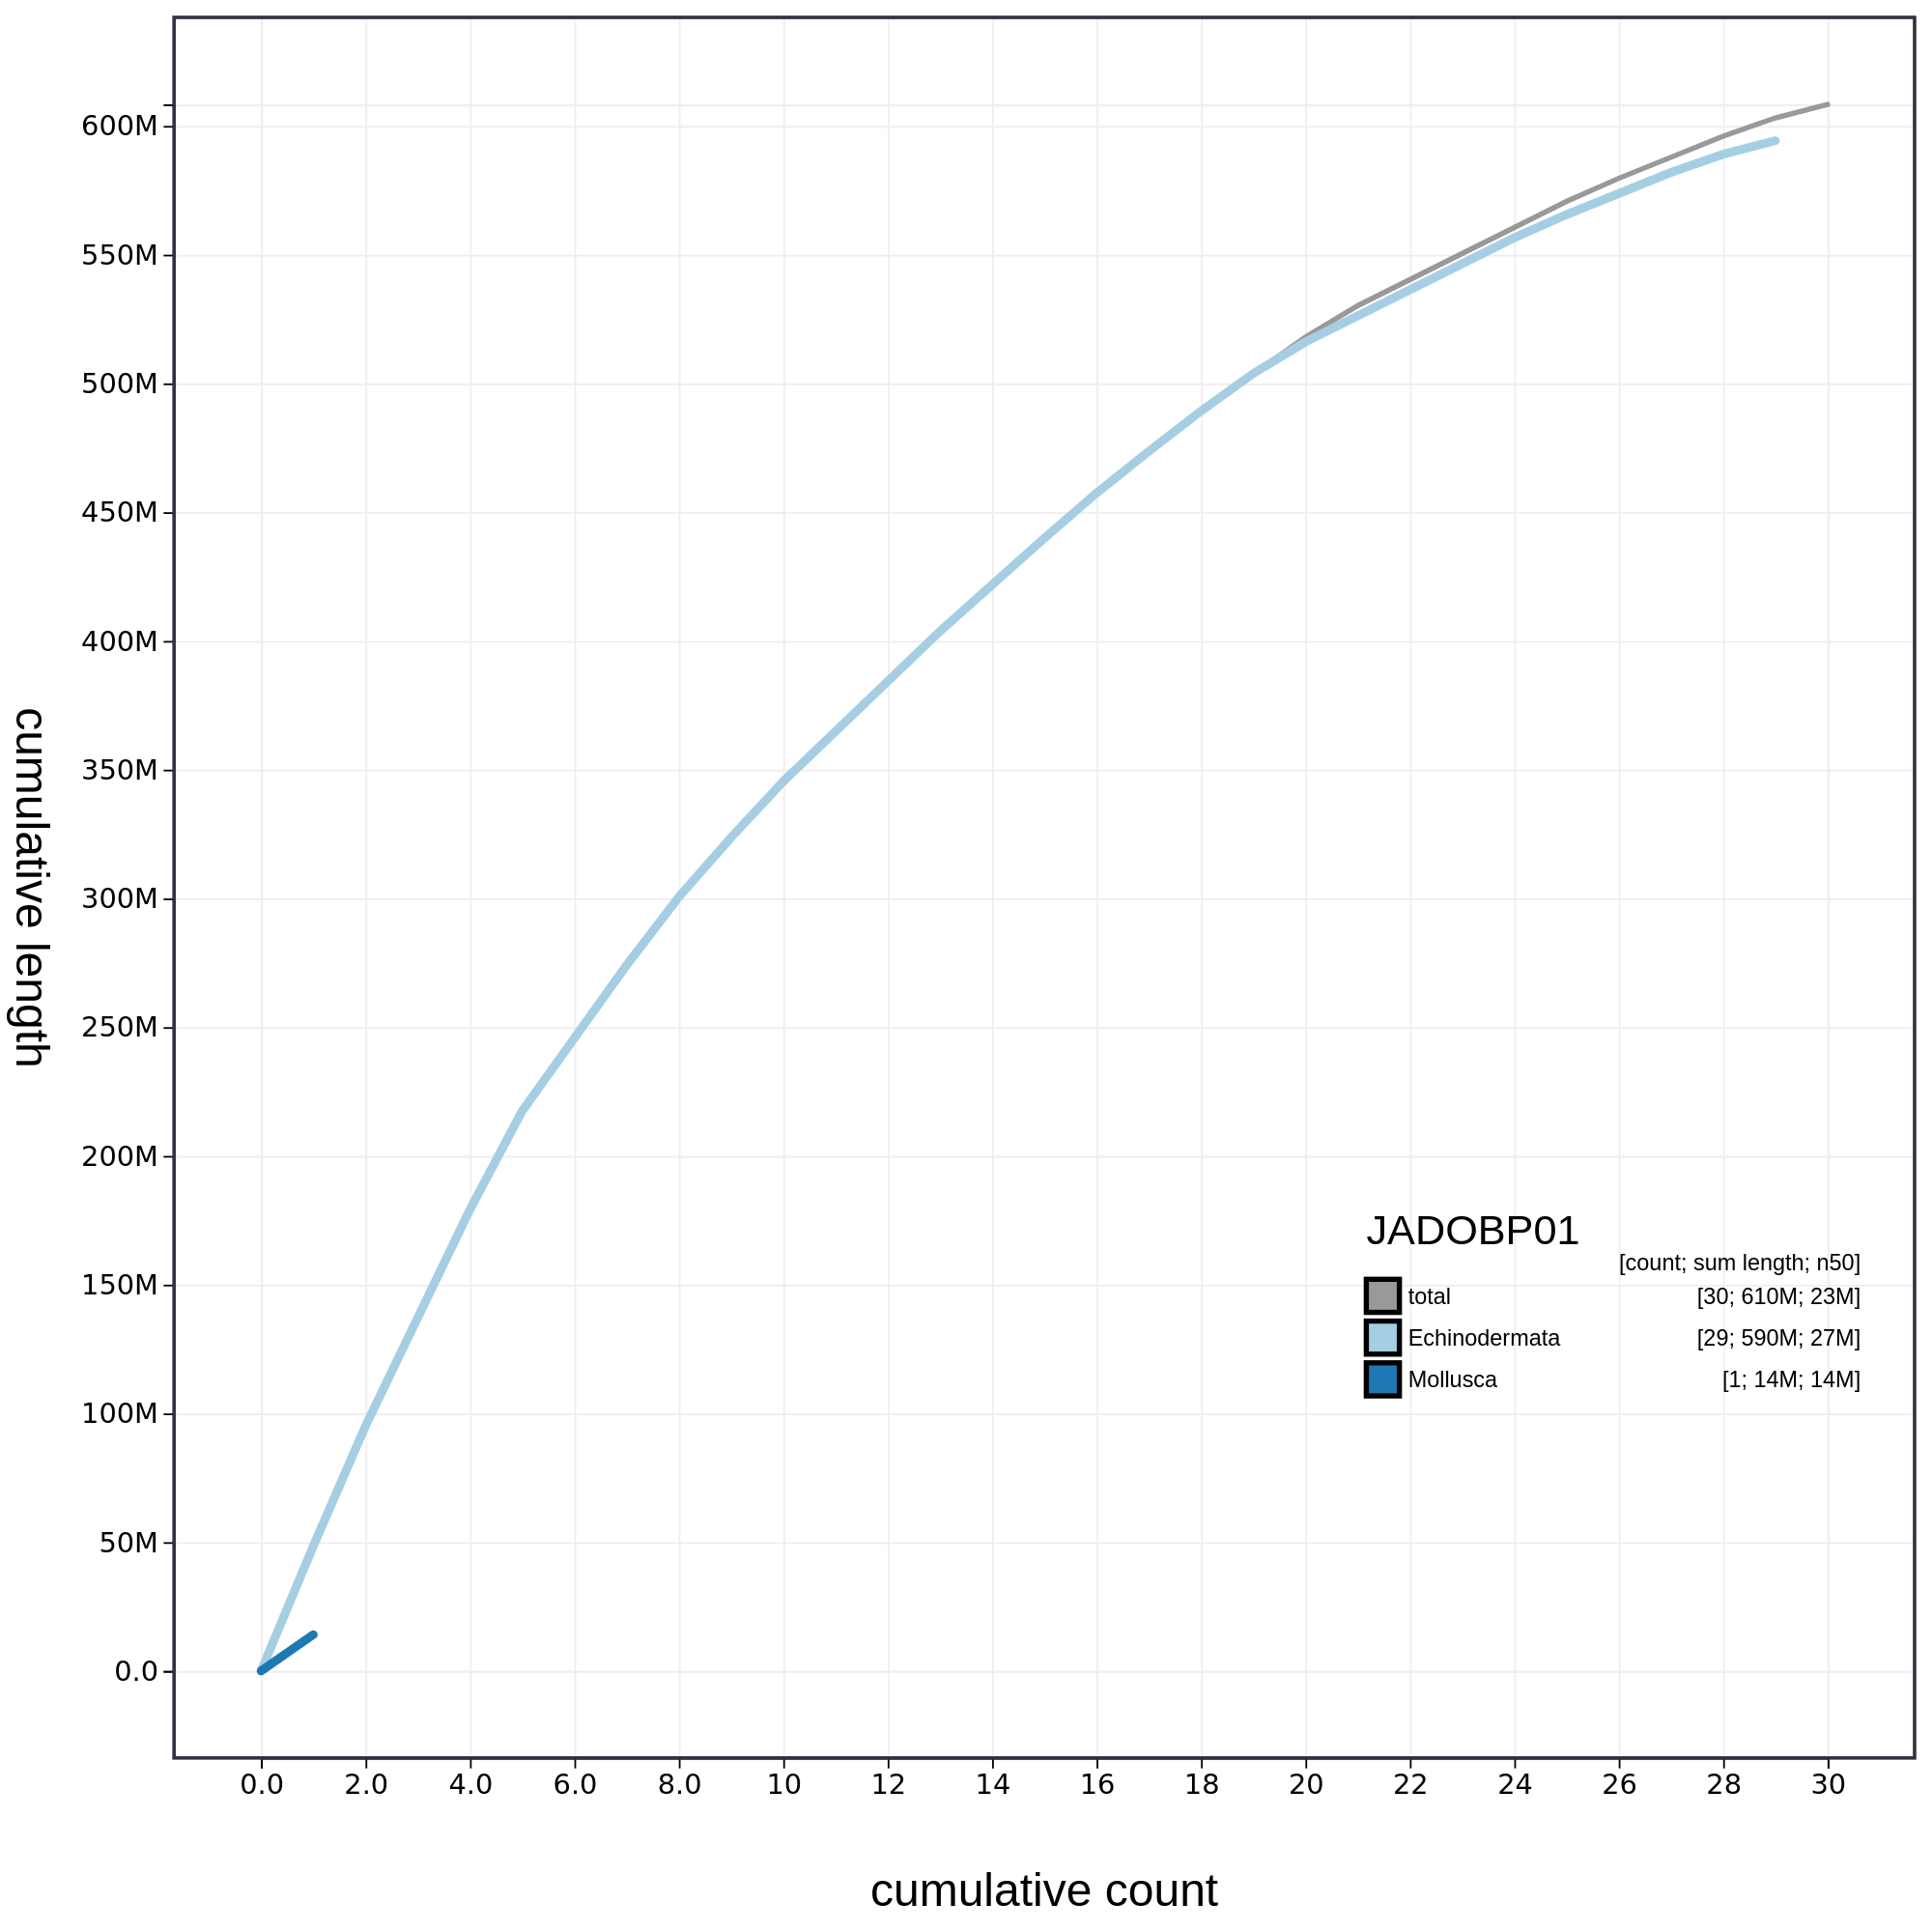 600M
550M
500M
450M
400M
350M
300M
250M
200M
150M
100M
50M
0.0
cumulative length
JADOBP01
[count; sum length; n50]
total [30; 610M; 23M]
Echinodermata [29; 590M; 27M]
Mollusca [1; 14M; 14M]
0.0 2.0 4.0 6.0 8.0 10 12 14 16 18 20 22 24 26 28 30
cumulative count